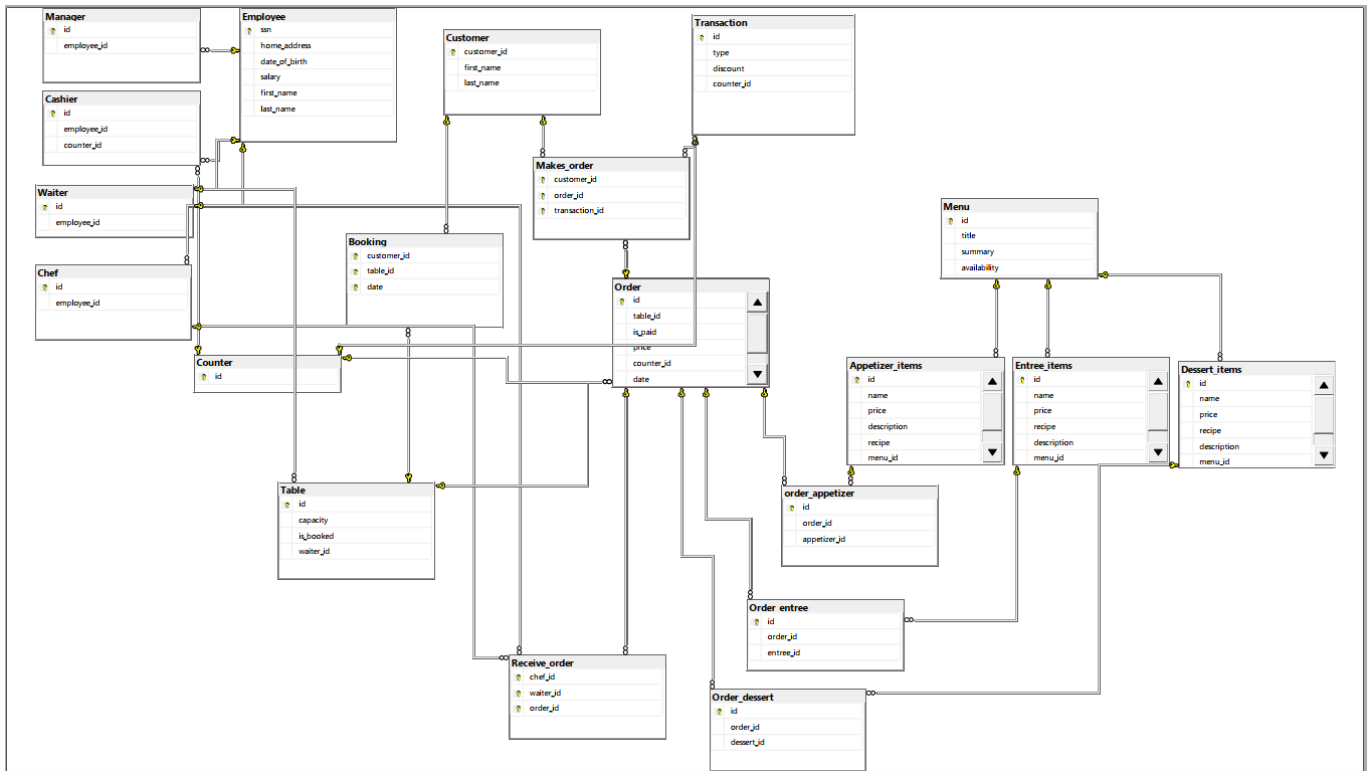 Manager
id
employee_id
Employee
ssn
home_address
date_of_birth
salary
first_name
last_name
Customer
customer_id
first_name
last_name
Transaction
id
type
discount
counter_id
Cashier
id
employee_id
counter_id
Makes_order
customer_id
order_id
transaction_id
Waiter
id
employee_id
Menu
id
title
summary
availability
Booking
customer_id
table_id
date
Chef
id
employee_id
Order
id
table_id
is_paid
price
counter_id
date
Counter
id
Appetizer_items
id
name
price
description
recipe
menu_id
Entree_items
id
name
price
recipe
description
menu_id
Dessert_items
id
name
price
recipe
description
menu_id
Table
id
capacity
is_booked
waiter_id
order_appetizer
id
order_id
appetizer_id
Order entree
id
order_id
entree_id
Receive_order
chef_id
waiter_id
order_id
Order_dessert
id
order_id
dessert_id